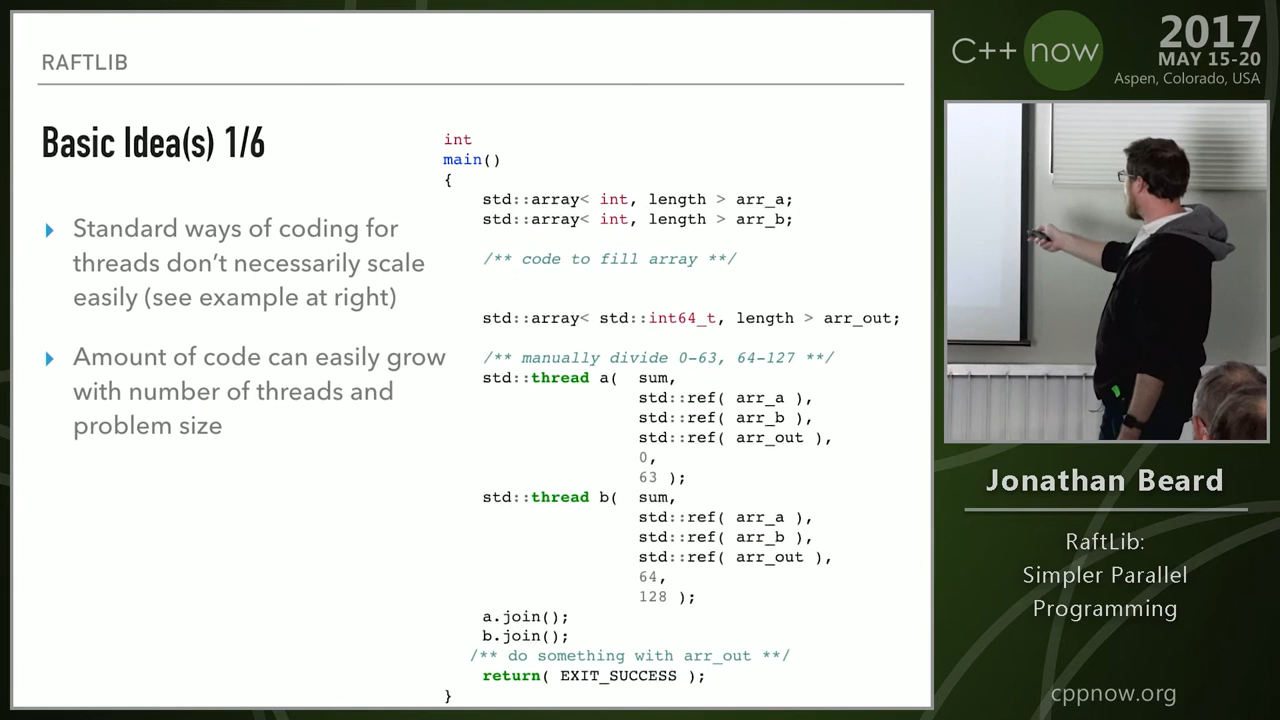 RAFTLIB
Basic Idea(s) 1/6
Standard ways of coding for
threads don't necessarily scale
easily (see example at right)
Amount of code can easily grow
with number of threads and
problem size
int
main()
{
std::array< int, length > arr_a;
std::array< int, length > arr_b;
/** code to fill array **/
std::array< std::int64_t, length > arr_out;
/** manually divide 0-63, 64-127 **/
std::thread a( sum,
std::ref( arr_a ),
std::ref( arr_b ),
std::ref( arr_out ),
0,
63 );
std::thread b( sum,
std::ref( arr_a ),
std::ref( arr_b ),
std::ref( arr_out ),
64,
128 );
a.join();
b.join();
/** do something with arr_out **/
return( EXIT_SUCCESS );
}
C++ now
2017
MAY 15-20
Aspen, Colorado, USA
Jonathan Beard
RaftLib:
Simpler Parallel
Programming
cppnow.org